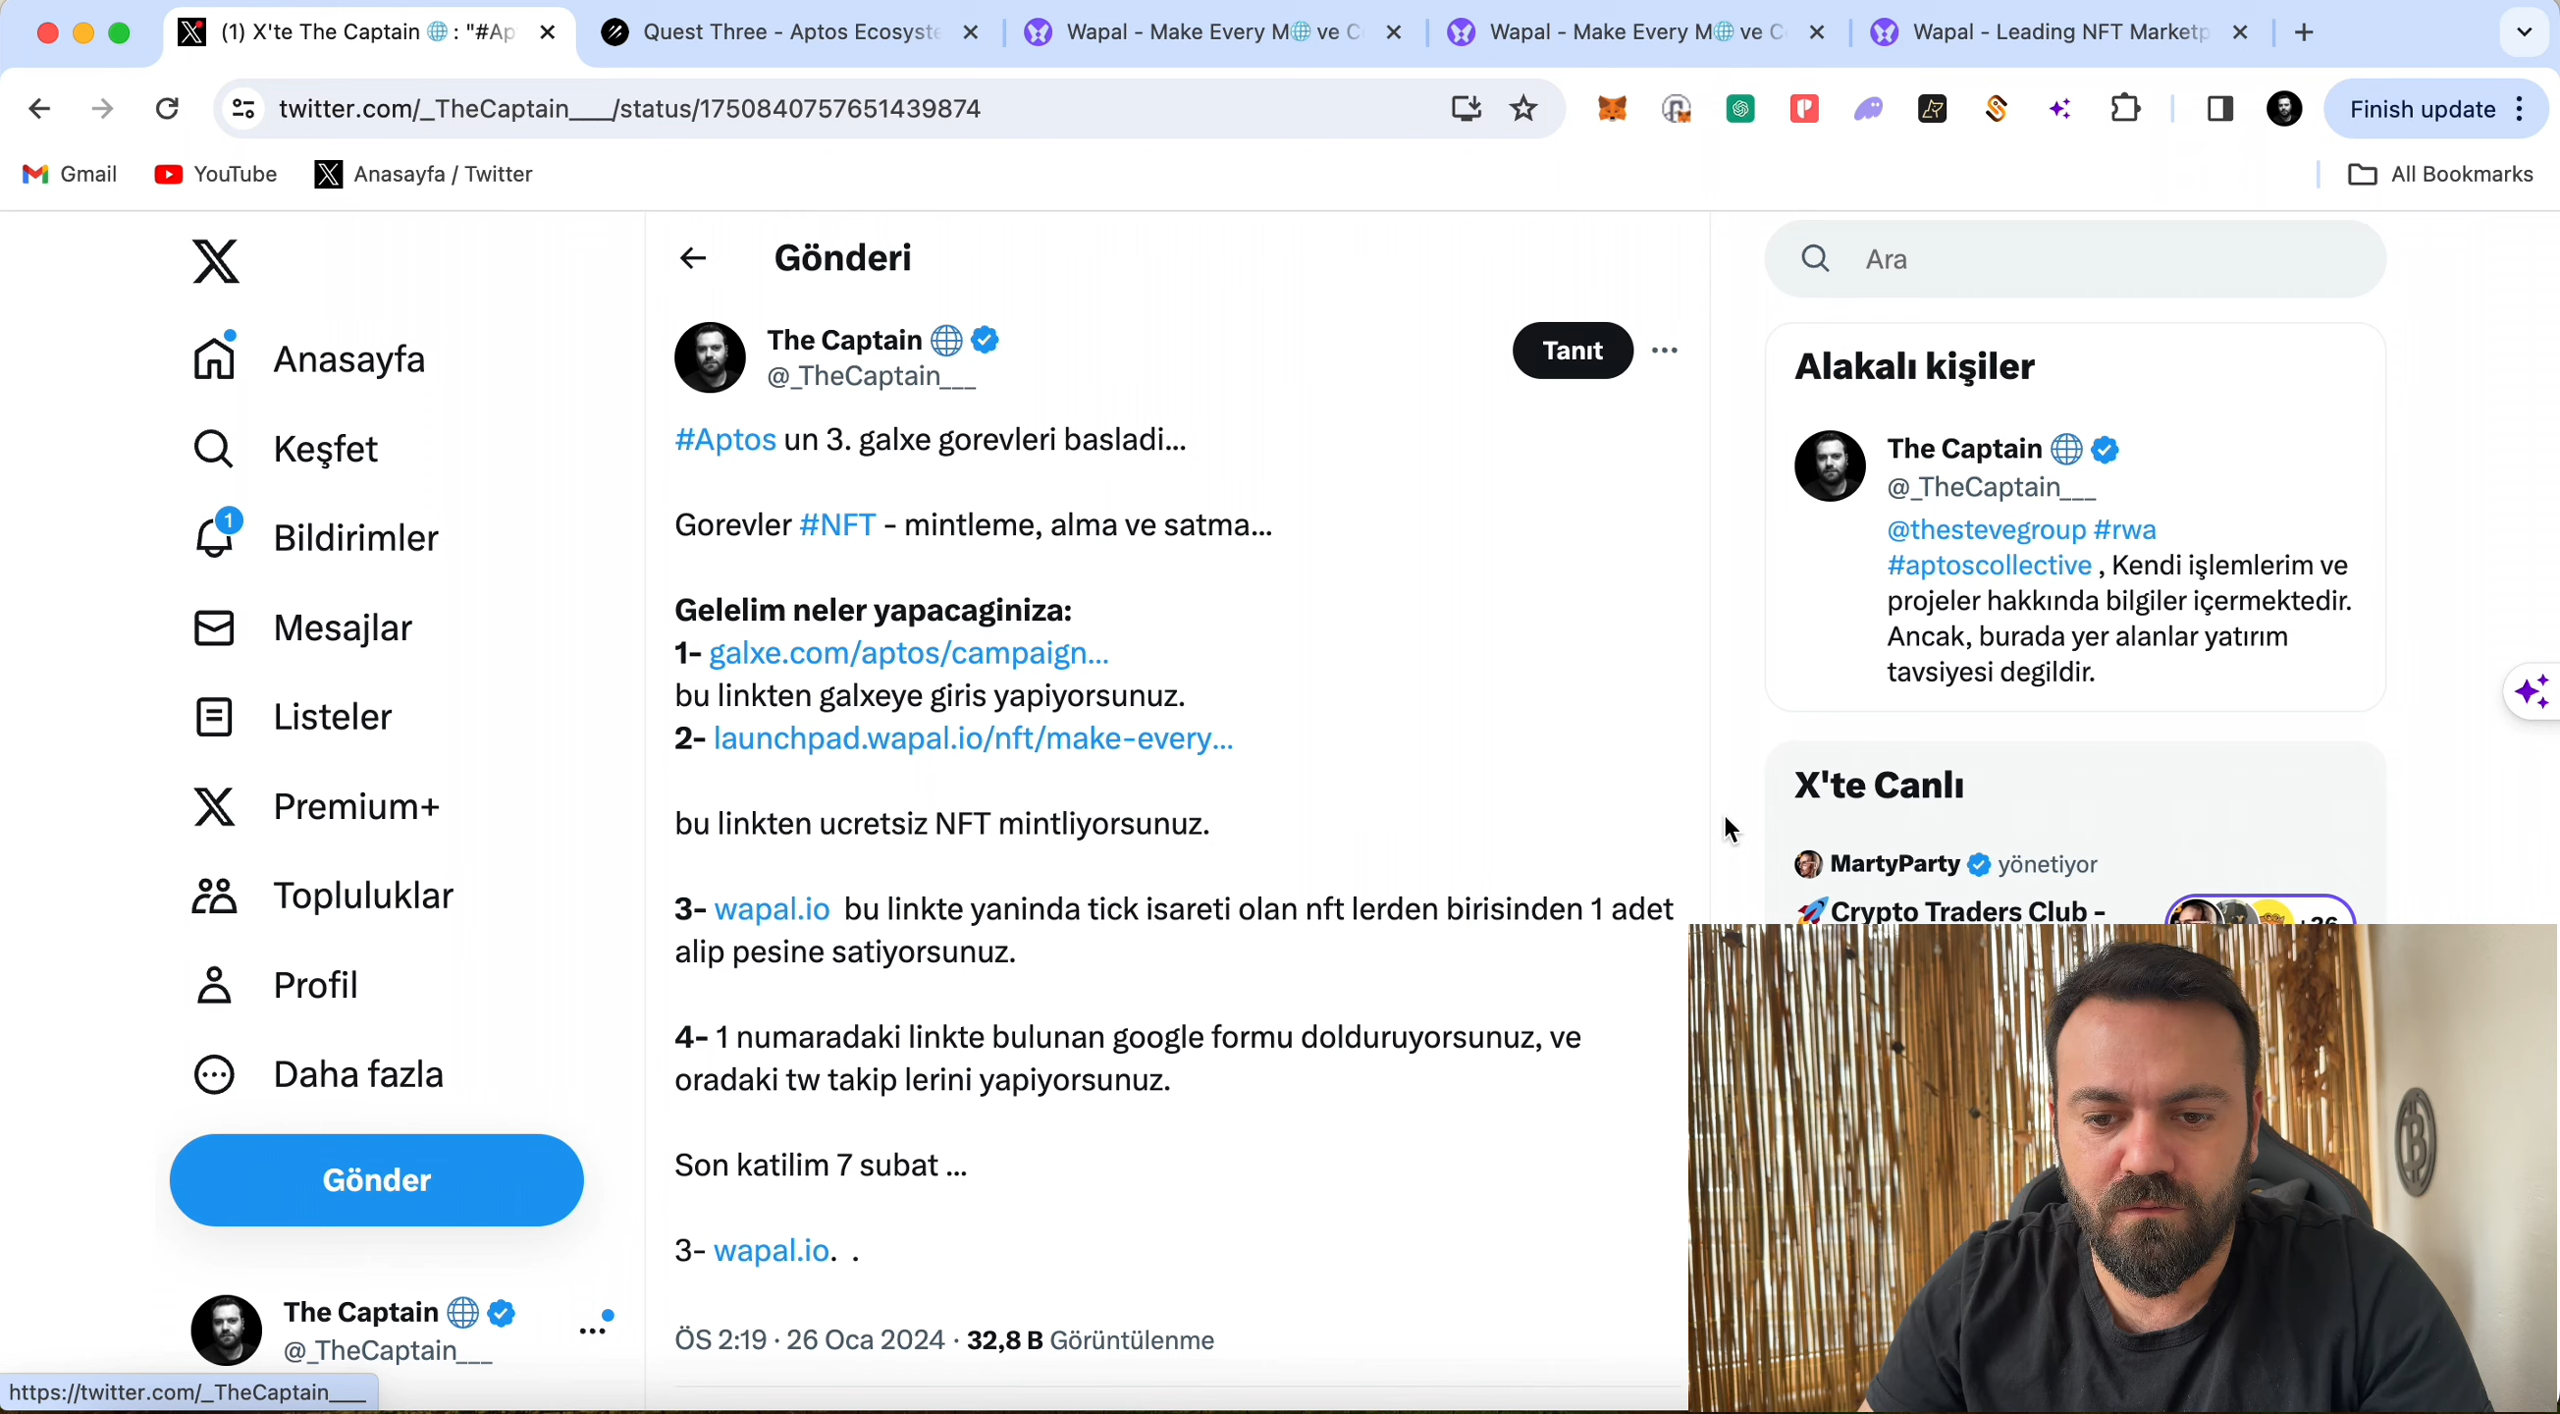 (1) X'te The Captain 🌐 : "#Ap
Quest Three - Aptos Ecosyste
Wapal - Make Every M🌐ve C
Wapal - Make Every M🌐ve C
Wapal - Leading NFT Marketp
twitter.com/_TheCaptain___/status/1750840757651439874
Finish update
Gmail
YouTube
Anasayfa / Twitter
All Bookmarks
Anasayfa
Keşfet
1
Bildirimler
Mesajlar
Listeler
Premium+
Topluluklar
Profil
Daha fazla
Gönder
The Captain 🌐
@_TheCaptain___
https://twitter.com/_TheCaptain___
Gönderi
The Captain 🌐
@_TheCaptain___
Tanıt
#Aptos un 3. galxe gorevleri basladi...
Gorevler #NFT - mintleme, alma ve satma...
Gelelim neler yapacaginiza:
1- galxe.com/aptos/campaign...
bu linkten galxeye giris yapiyorsunuz.
2- launchpad.wapal.io/nft/make-every...
bu linkten ucretsiz NFT mintliyorsunuz.
3- wapal.io bu linkte yaninda tick isareti olan nft lerden birisinden 1 adet
alip pesine satiyorsunuz.
4- 1 numaradaki linkte bulunan google formu dolduruyorsunuz, ve
oradaki tw takip lerini yapiyorsunuz.
Son katilim 7 subat ...
3- wapal.io. .
ÖS 2:19 · 26 Oca 2024 · 32,8 B Görüntülenme
Ara
Alakalı kişiler
The Captain 🌐
@_TheCaptain___
@thestevegroup #rwa
#aptoscollective , Kendi işlemlerim ve
projeler hakkında bilgiler içermektedir.
Ancak, burada yer alanlar yatırım
tavsiyesi degildir.
X'te Canlı
MartyParty yönetiyor
🚀Crypto Traders Club -
+36